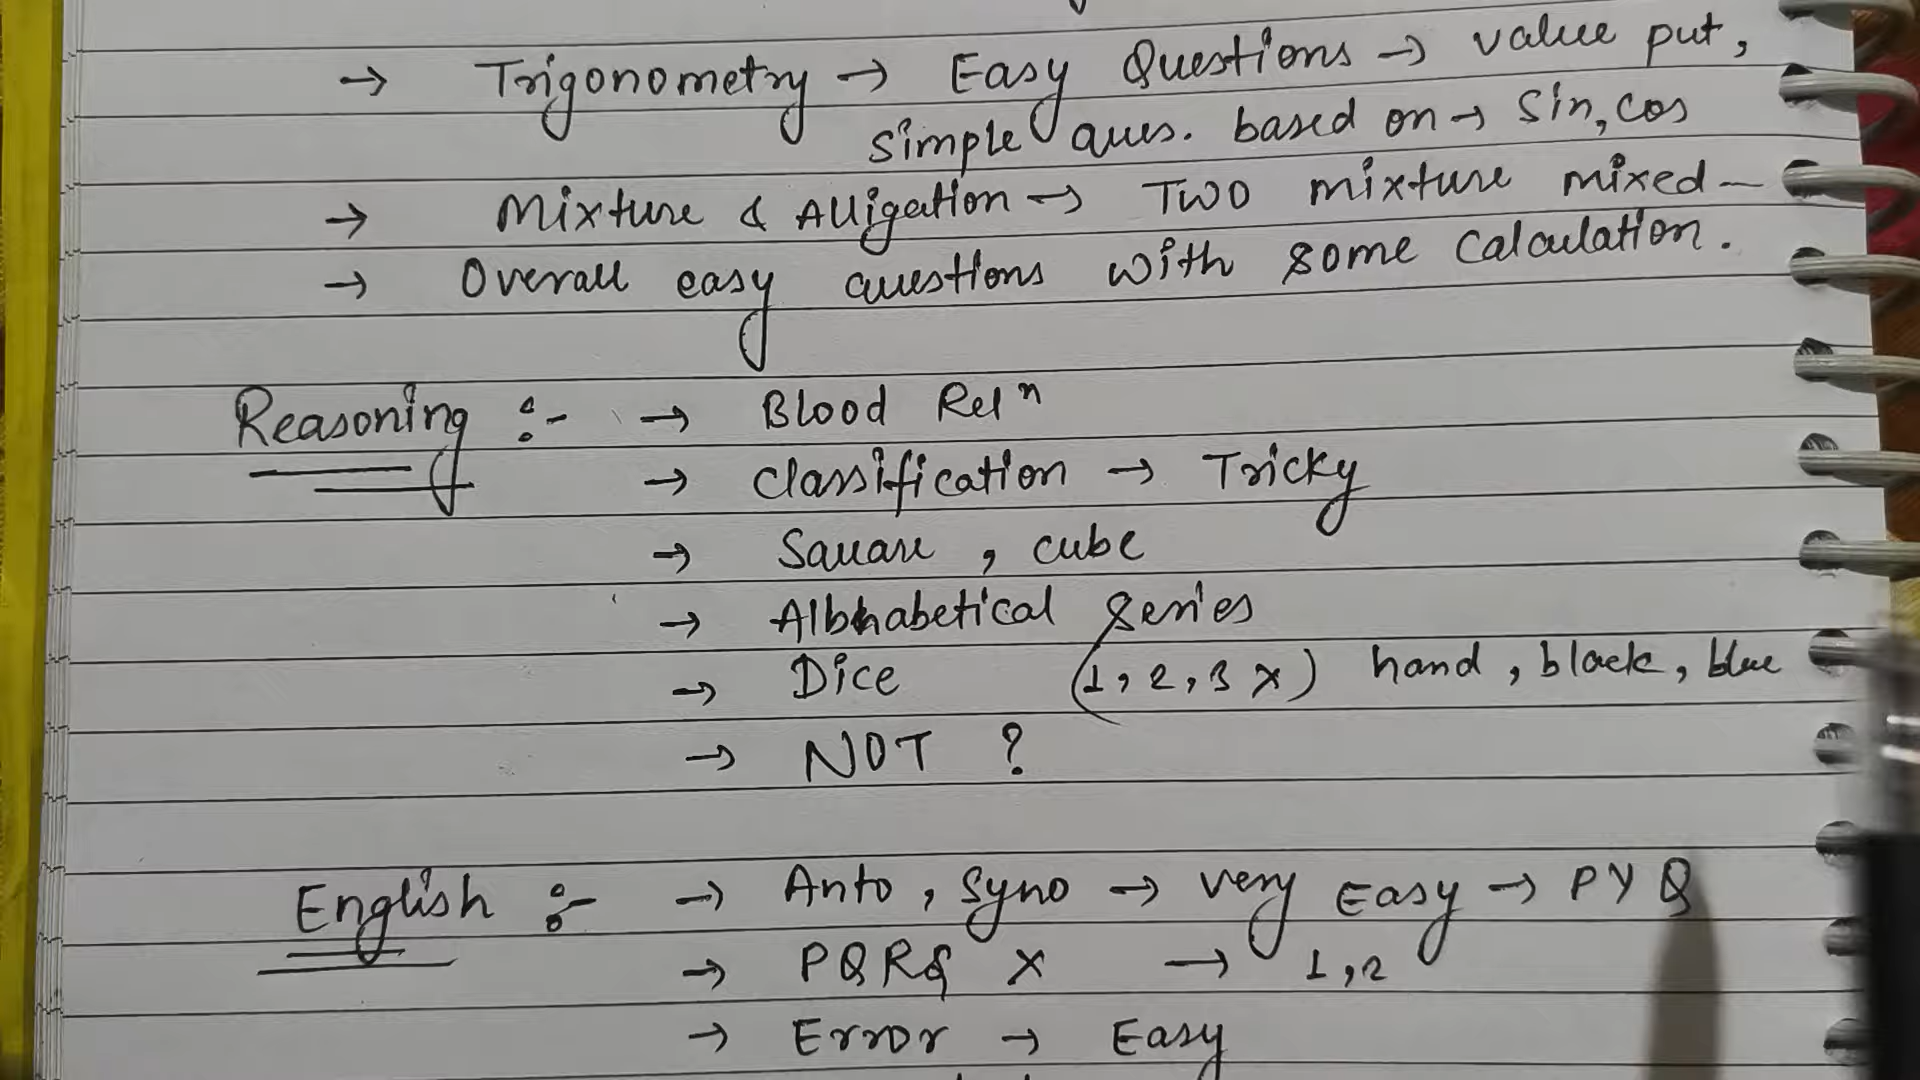 → Trigonometry → Easy Questions → value put,
simple ques. based on → Sin, cos
→ Mixture & Alligation → Two mixture mixed –
→ Overall easy questions with some calculation.
Reasoning :- → Blood Relⁿ
→ Classification → Tricky
→ Square , cube
→ Alphabetical series
→ Dice (1, 2, 3 x) hand, black, blue
→ NOT ?
English :- → Anto, Syno → very Easy → PYQ
→ PQRS x → 1, 2
→ Error → Easy